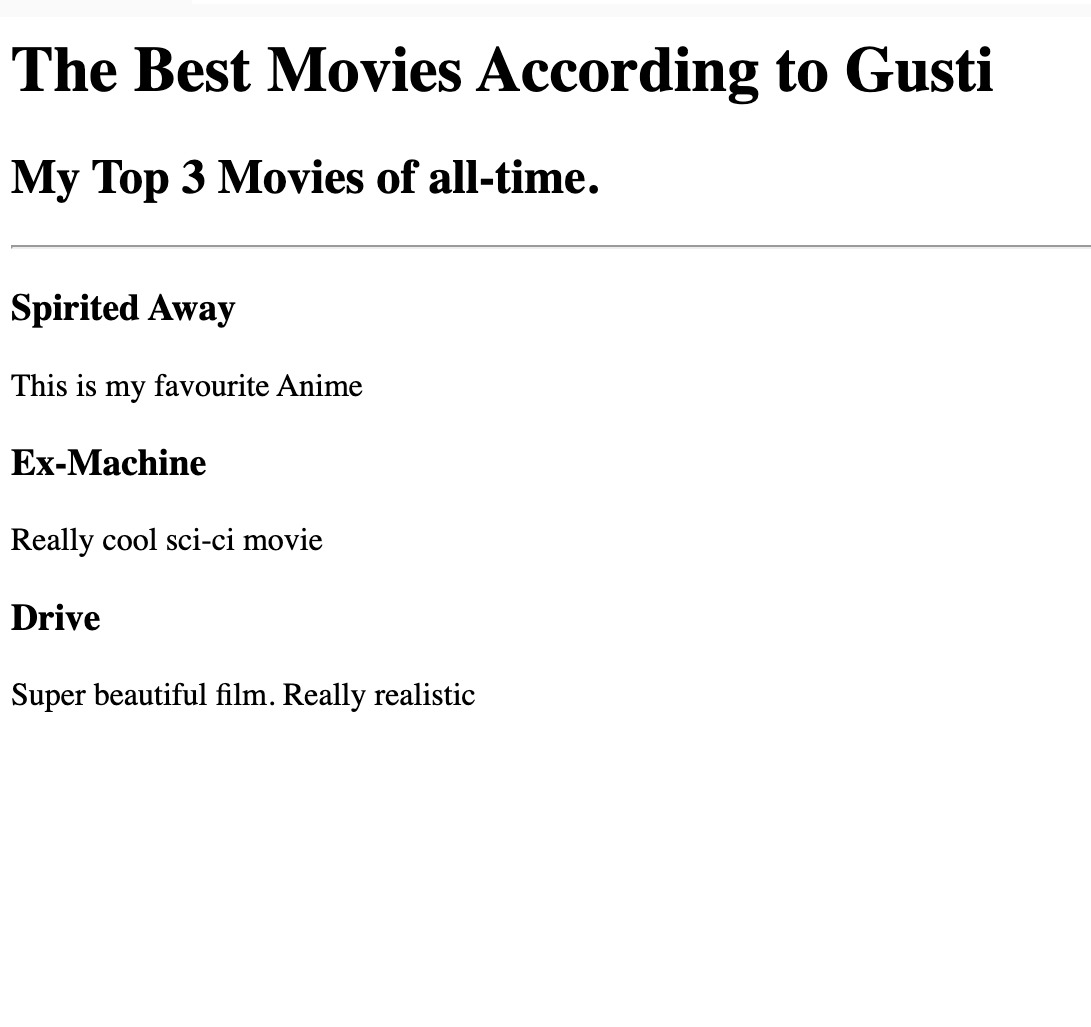 The Best Movies According to Gusti
My Top 3 Movies of all-time.
Spirited Away
This is my favourite Anime
Ex-Machine
Really cool sci-ci movie
Drive
Super beautiful film. Really realistic